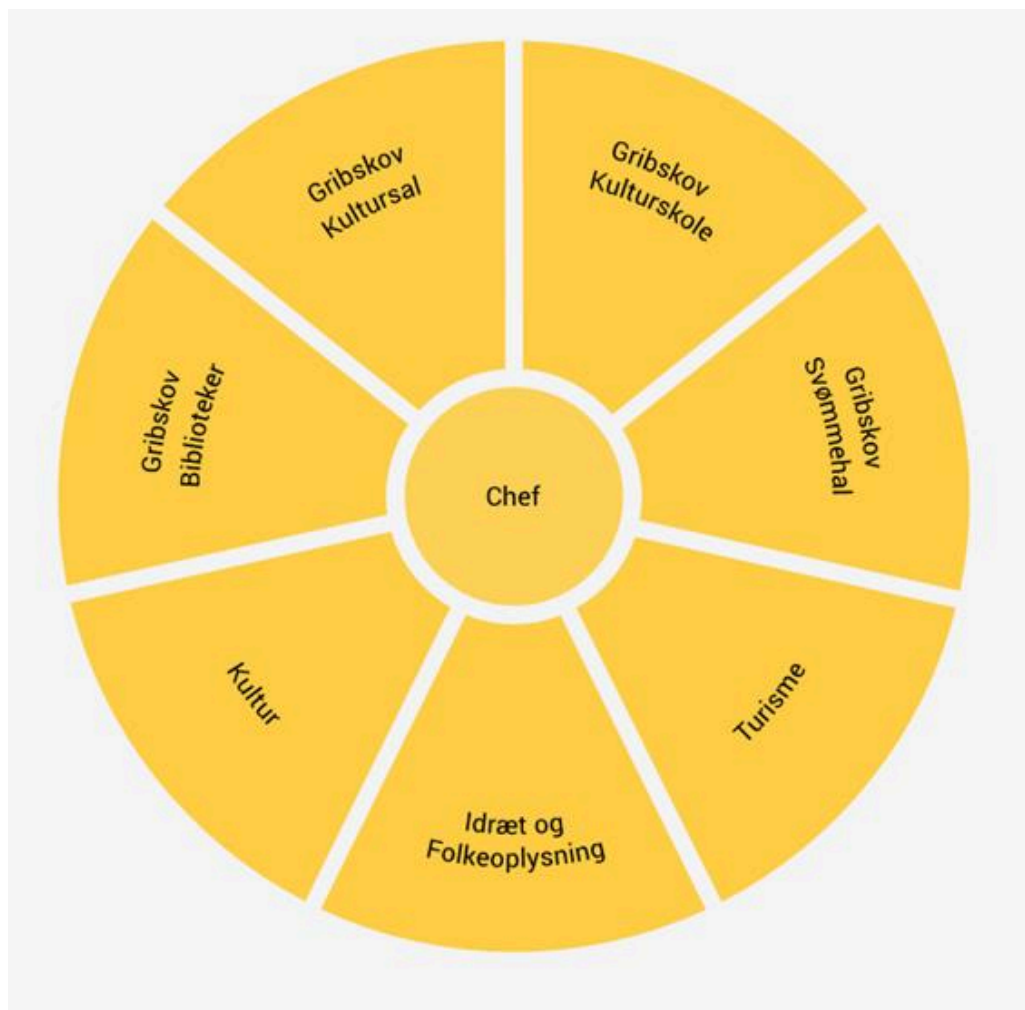 Gribskov
Kultursal
Gribskov
Kulturskole
Gribskov
Svømmehal
Turisme
Idræt og
Folkeoplysning
Kultur
Gribskov
Biblioteker
Chef